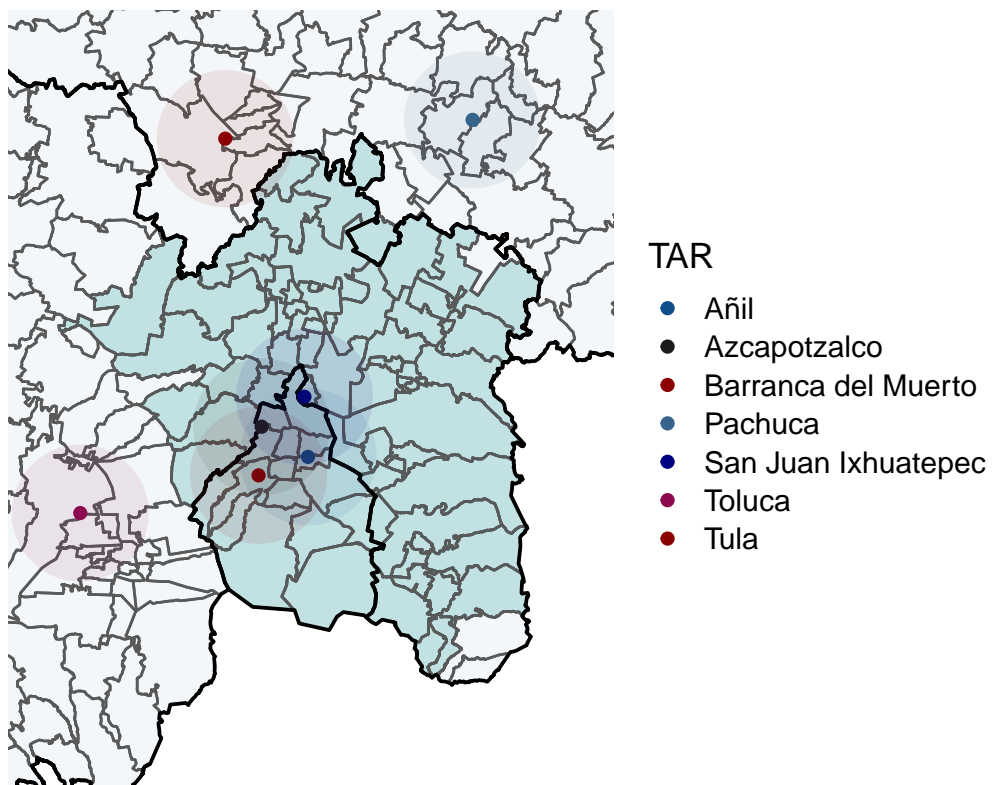 TAR
Añil
Azcapotzalco
Barranca del Muerto
Pachuca
San Juan Ixhuatepec
Toluca
Tula